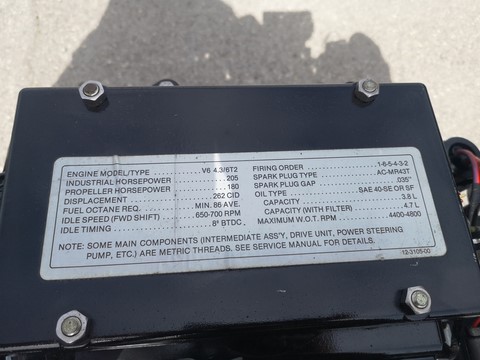 ENGINE MODEL/TYPE V6 4.3/6T2
INDUSTRIAL HORSEPOWER 205
PROPELLER HORSEPOWER 180
DISPLACEMENT 262 CID
FUEL OCTANE REQ. MIN. 86 AVE.
IDLE SPEED (FWD SHIFT) 650-700 RPM
IDLE TIMING 8° BTDC
FIRING ORDER 1-6-5-4-3-2
SPARK PLUG TYPE AC-MR43T
SPARK PLUG GAP .035"
OIL TYPE SAE 40-SE OR SF
CAPACITY 3.8 L
CAPACITY (WITH FILTER) 4.7 L
MAXIMUM W.O.T. RPM 4400-4800
NOTE: SOME MAIN COMPONENTS (INTERMEDIATE ASS'Y, DRIVE UNIT, POWER STEERING
PUMP, ETC.) ARE METRIC THREADS. SEE SERVICE MANUAL FOR DETAILS.
12-3105-00